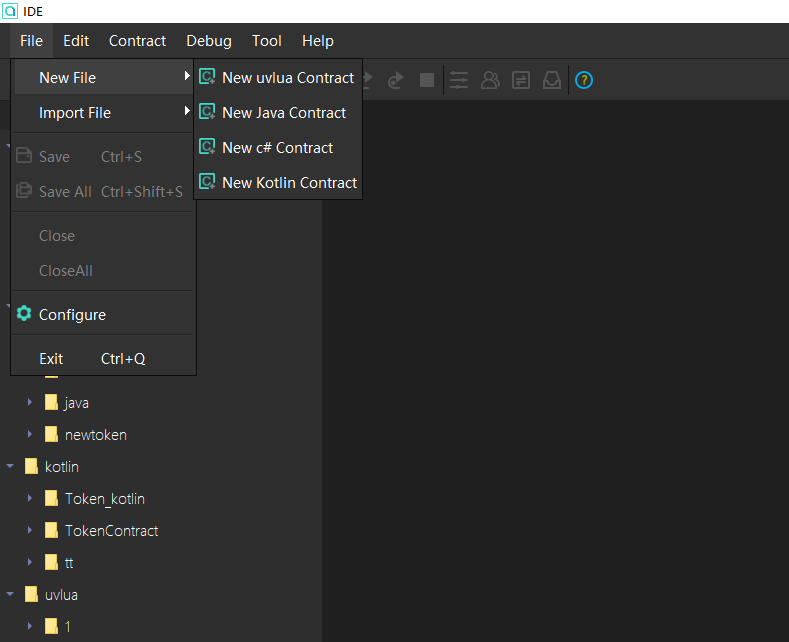 IDE
File Edit Contract Debug Tool Help
New File
Import File
Save Ctrl+S
Save All Ctrl+Shift+S
Close
CloseAll
Configure
Exit Ctrl+Q
New uvlua Contract
New Java Contract
New c# Contract
New Kotlin Contract
java
newtoken
kotlin
Token_kotlin
TokenContract
tt
uvlua
1